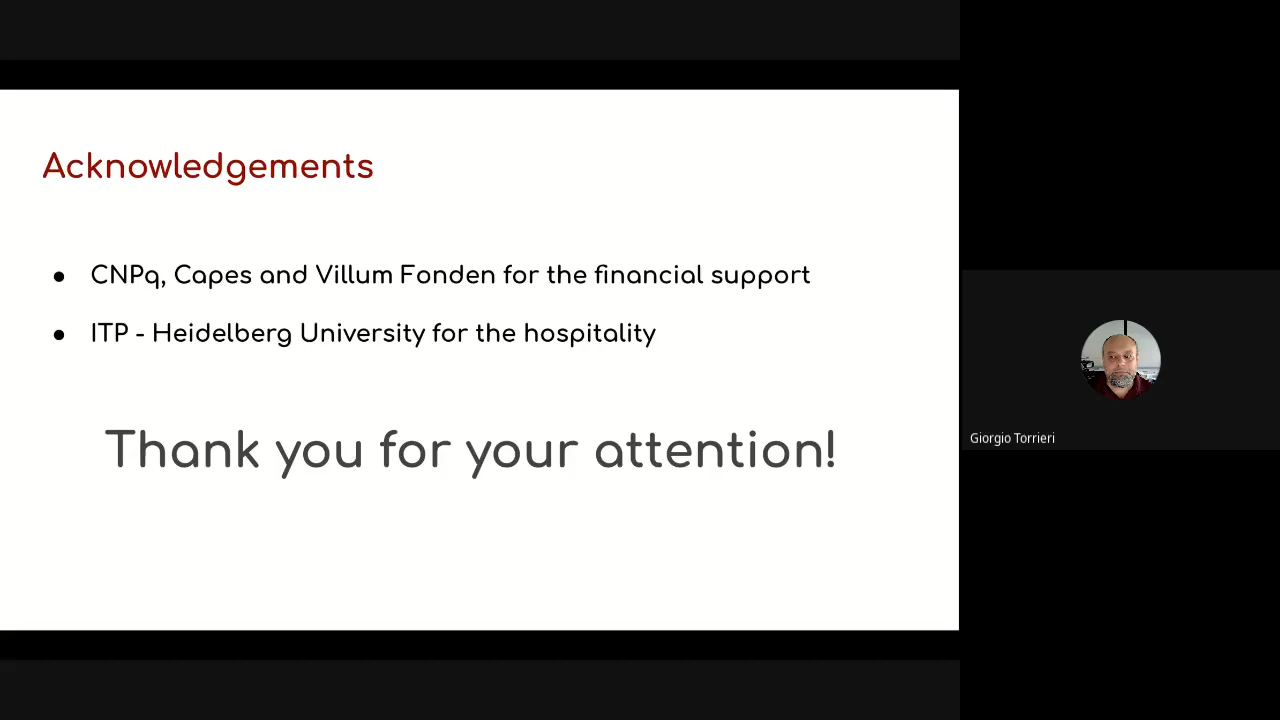 Acknowledgements
● CNPq, Capes and Villum Fonden for the financial support
● ITP - Heidelberg University for the hospitality
Thank you for your attention!
Giorgio Torrieri